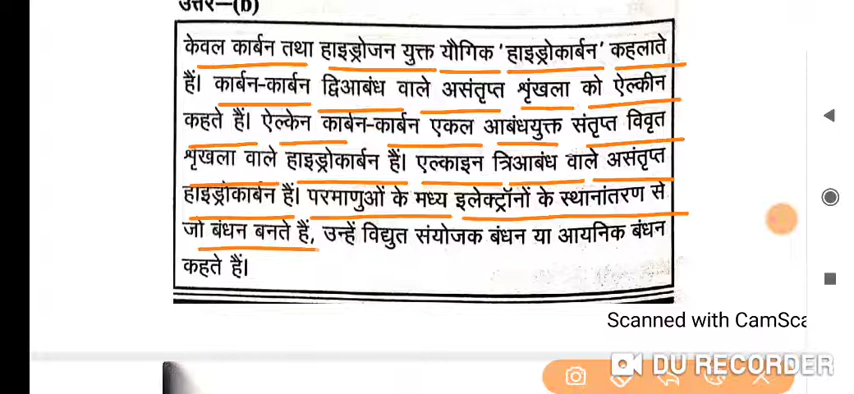 उत्तर–(b)
केवल कार्बन तथा हाइड्रोजन युक्त यौगिक ‘हाइड्रोकार्बन’ कहलाते
हैं। कार्बन-कार्बन द्विआबंध वाले असंतृप्त शृंखला को ऐल्कीन
कहते हैं। ऐल्केन कार्बन-कार्बन एकल आबंधयुक्त संतृप्त विवृत
शृंखला वाले हाइड्रोकार्बन हैं। एल्काइन त्रिआबंध वाले असंतृप्त
हाइड्रोकार्बन हैं। परमाणुओं के मध्य इलेक्ट्रॉनों के स्थानांतरण से
जो बंधन बनते हैं, उन्हें विद्युत संयोजक बंधन या आयनिक बंधन
कहते हैं।
Scanned with CamSca
DU RECORDER